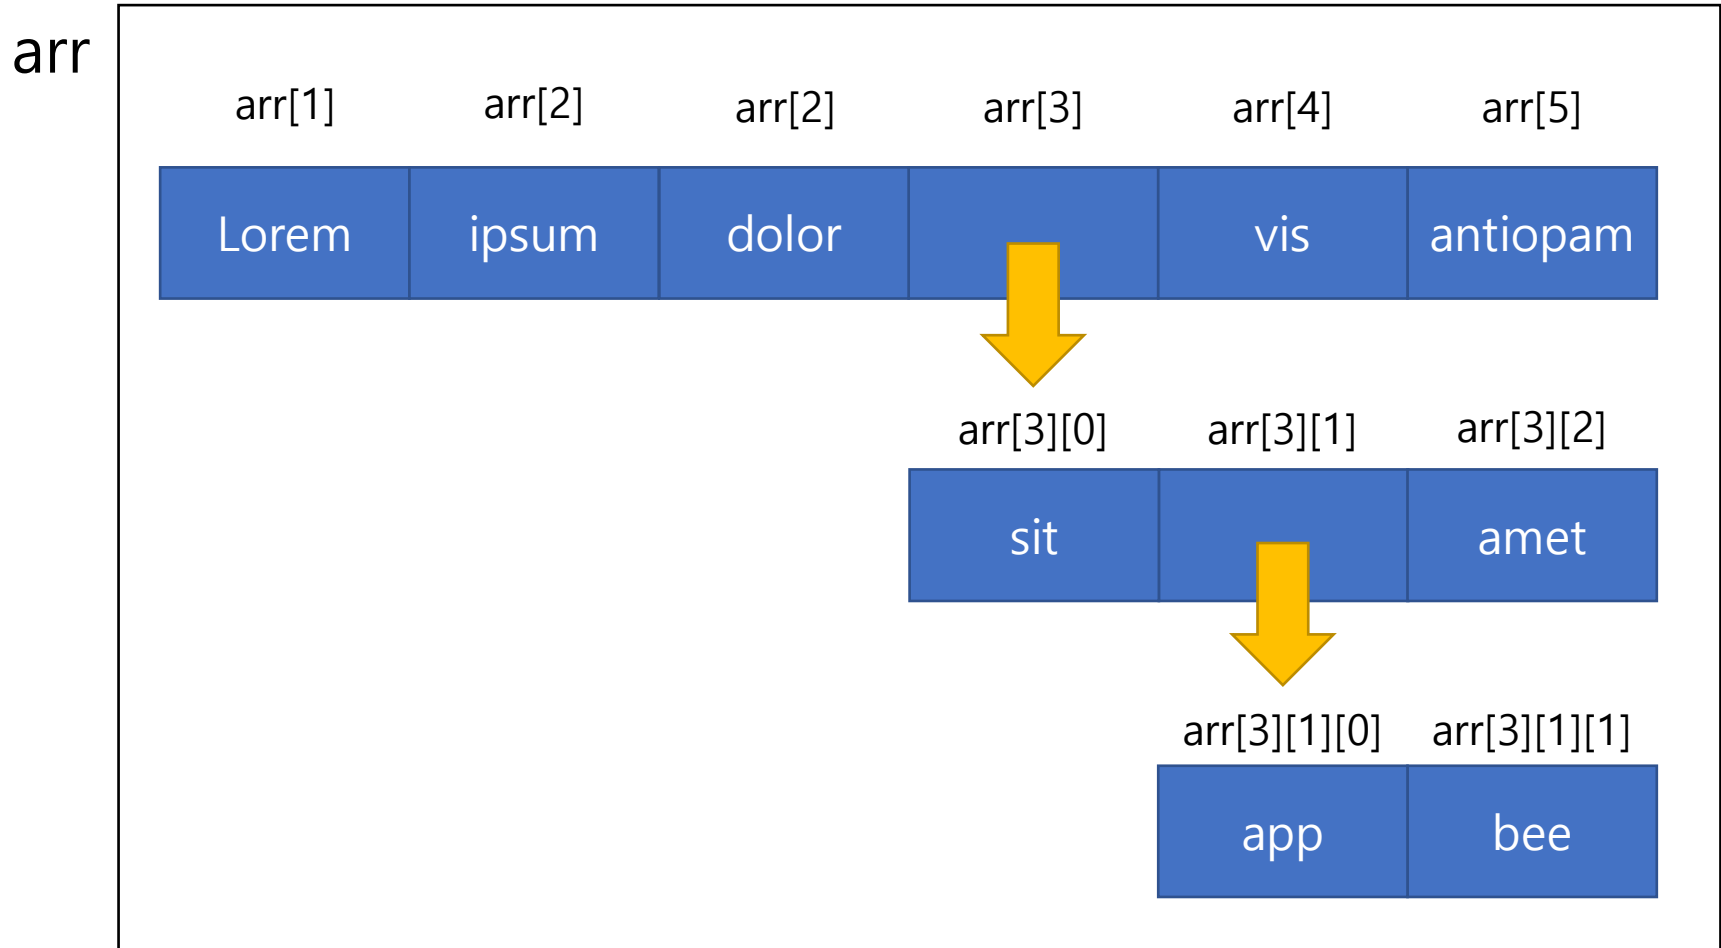 arr
arr[1] arr[2] arr[2] arr[3] arr[4] arr[5]
Lorem ipsum dolor vis antiopam
arr[3][0] arr[3][1] arr[3][2]
sit amet
arr[3][1][0] arr[3][1][1]
app bee